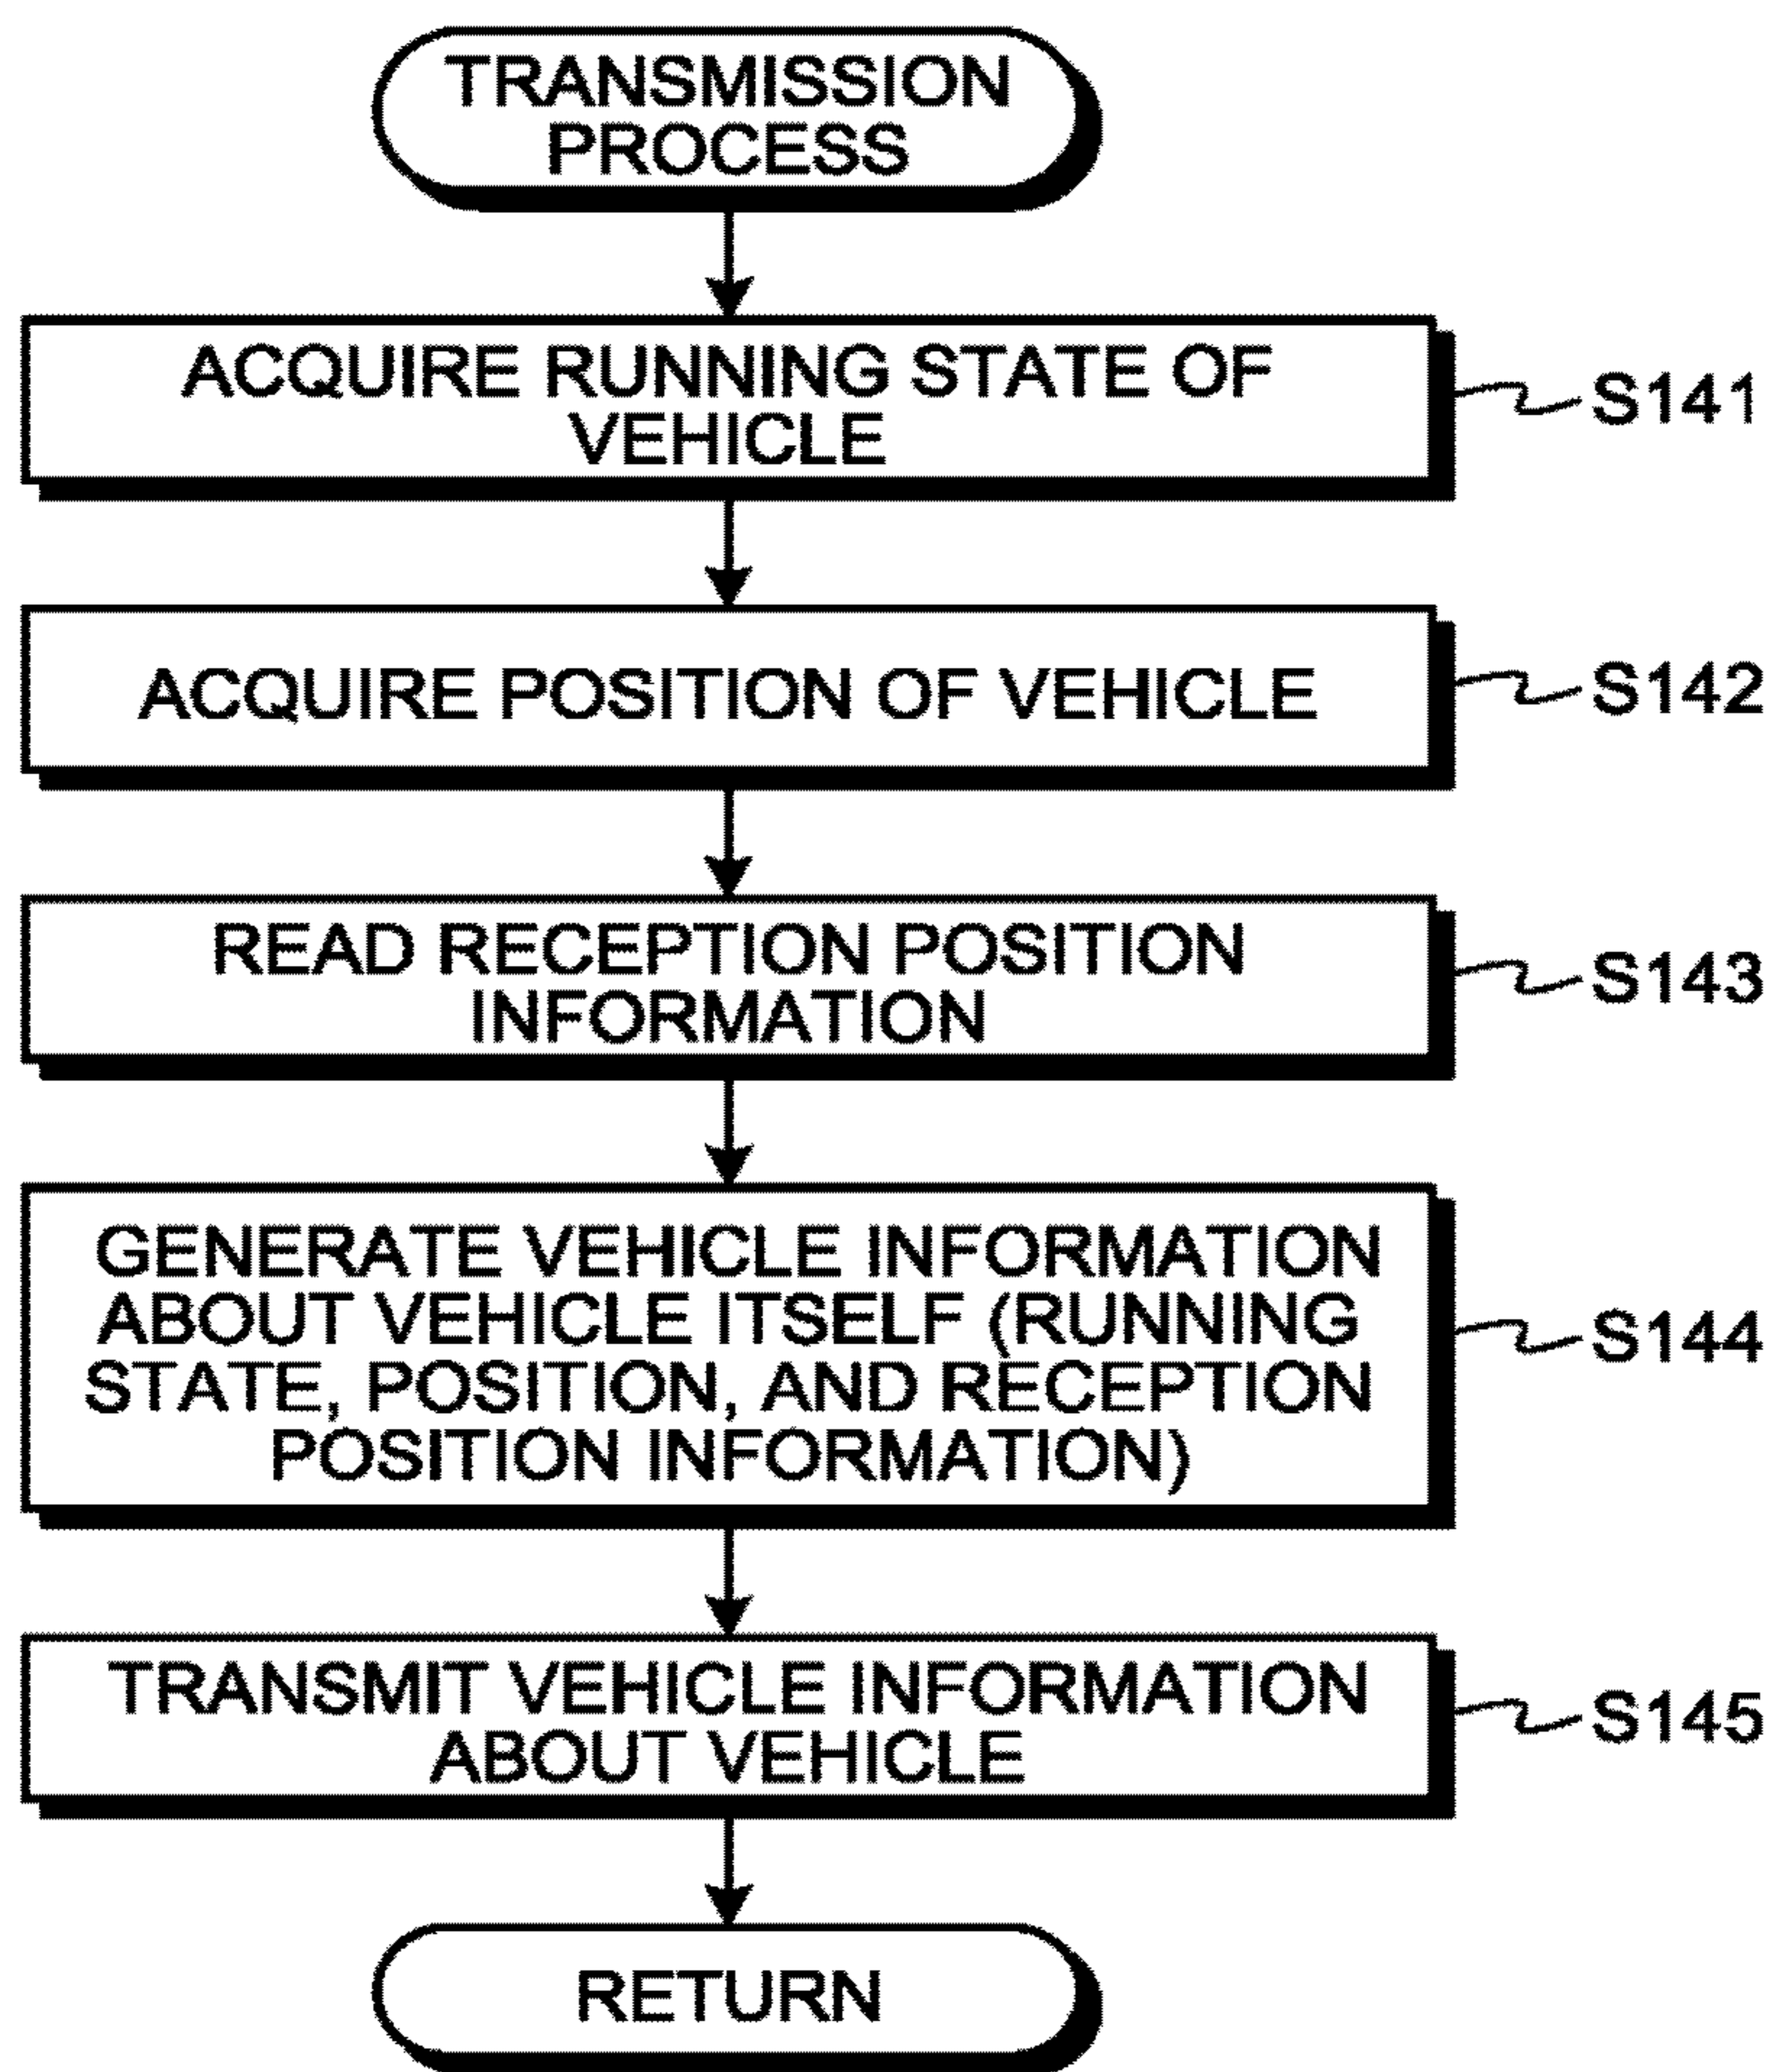 TRANSMISSION
PROCESS
ACQUIRE RUNNING STATE OF
VEHICLE
S141
ACQUIRE POSITION OF VEHICLE
S142
READ RECEPTION POSITION
INFORMATION
S143
GENERATE VEHICLE INFORMATION
ABOUT VEHICLE ITSELF (RUNNING
STATE, POSITION, AND RECEPTION
POSITION INFORMATION)
S144
TRANSMIT VEHICLE INFORMATION
ABOUT VEHICLE
S145
RETURN